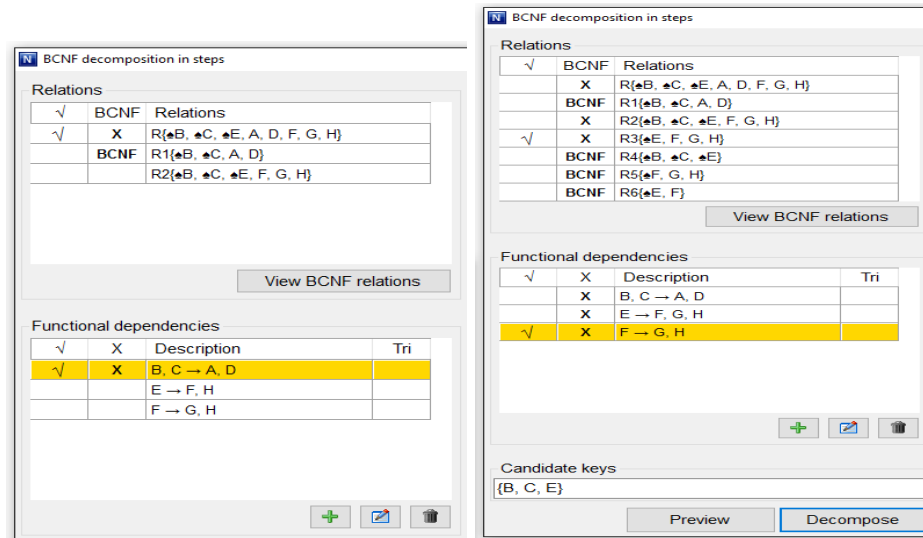 N BCNF decomposition in steps
Relations
√ BCNF Relations
√ X R{♠B, ♠C, ♠E, A, D, F, G, H}
BCNF R1{♠B, ♠C, A, D}
R2{♠B, ♠C, ♠E, F, G, H}
View BCNF relations
Functional dependencies
√ X Description Tri
√ X B, C → A, D
E → F, H
F → G, H
N BCNF decomposition in steps
Relations
√ BCNF Relations
X R{♠B, ♠C, ♠E, A, D, F, G, H}
BCNF R1{♠B, ♠C, A, D}
X R2{♠B, ♠C, ♠E, F, G, H}
√ X R3{♠E, F, G, H}
BCNF R4{♠B, ♠C, ♠E}
BCNF R5{♠F, G, H}
BCNF R6{♠E, F}
View BCNF relations
Functional dependencies
√ X Description Tri
X B, C → A, D
X E → F, G, H
√ X F → G, H
Candidate keys
{B, C, E}
Preview Decompose